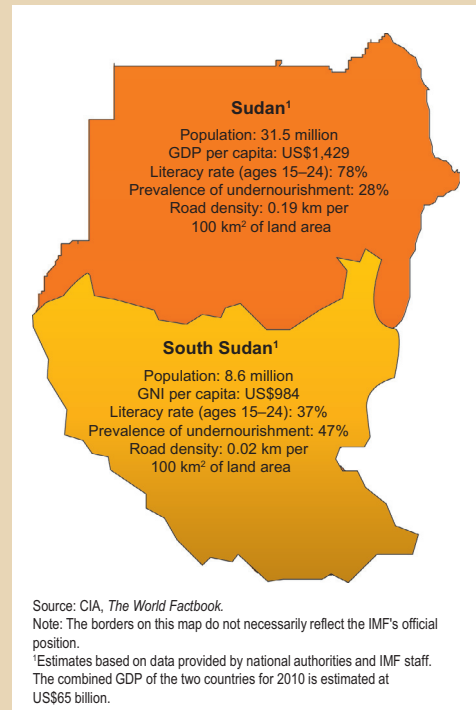 Sudan¹
Population: 31.5 million
GDP per capita: US$1,429
Literacy rate (ages 15–24): 78%
Prevalence of undernourishment: 28%
Road density: 0.19 km per
100 km² of land area
South Sudan¹
Population: 8.6 million
GNI per capita: US$984
Literacy rate (ages 15–24): 37%
Prevalence of undernourishment: 47%
Road density: 0.02 km per
100 km² of land area
Source: CIA, The World Factbook.
Note: The borders on this map do not necessarily reflect the IMF's official
position.
¹Estimates based on data provided by national authorities and IMF staff.
The combined GDP of the two countries for 2010 is estimated at
US$65 billion.